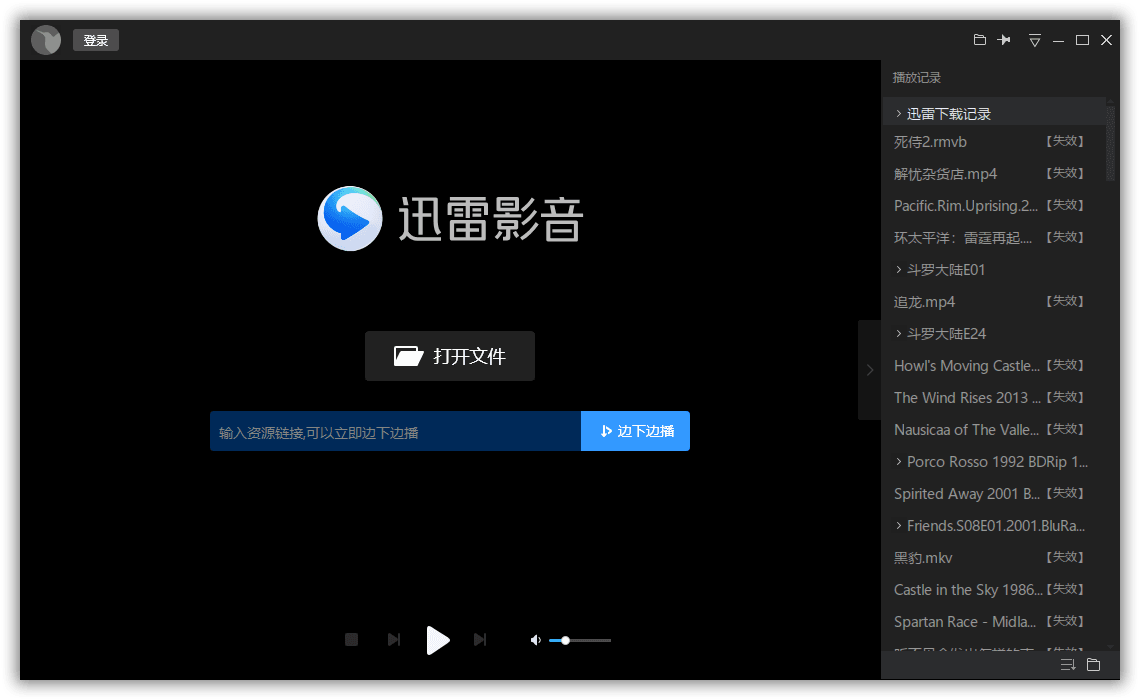 登录
迅雷影音
打开文件
输入资源链接,可以立即边下边播
边下边播
播放记录
迅雷下载记录
死侍2.rmvb 【失效】
解忧杂货店.mp4 【失效】
Pacific.Rim.Uprising.2... 【失效】
环太平洋：雷霆再起.... 【失效】
斗罗大陆E01
追龙.mp4 【失效】
斗罗大陆E24
Howl's Moving Castle... 【失效】
The Wind Rises 2013 ... 【失效】
Nausicaa of The Valle... 【失效】
Porco Rosso 1992 BDRip 1...
Spirited Away 2001 B... 【失效】
Friends.S08E01.2001.BluRa...
黑豹.mkv 【失效】
Castle in the Sky 1986... 【失效】
Spartan Race - Midla... 【失效】